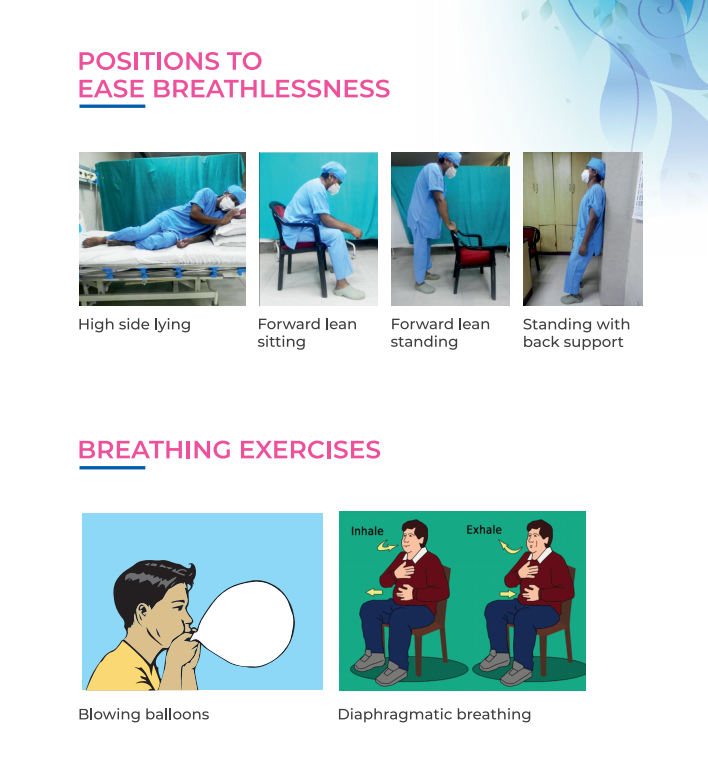 POSITIONS TO
EASE BREATHLESSNESS
High side lying
Forward lean
sitting
Forward lean
standing
Standing with
back support
BREATHING EXERCISES
Inhale
Exhale
Blowing balloons
Diaphragmatic breathing